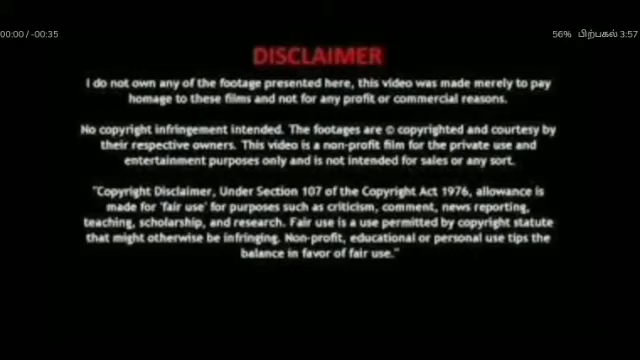 00:00 / -00:35
56% பிற்பகல் 3:57
DISCLAIMER
I do not own any of the footage presented here, this video was made merely to pay
homage to these films and not for any profit or commercial reasons.
No copyright infringement intended. The footages are © copyrighted and courtesy by
their respective owners. This video is a non-profit film for the private use and
entertainment purposes only and is not intended for sales or any sort.
"Copyright Disclaimer, Under Section 107 of the Copyright Act 1976, allowance is
made for 'fair use' for purposes such as criticism, comment, news reporting,
teaching, scholarship, and research. Fair use is a use permitted by copyright statute
that might otherwise be infringing. Non-profit, educational or personal use tips the
balance in favor of fair use."